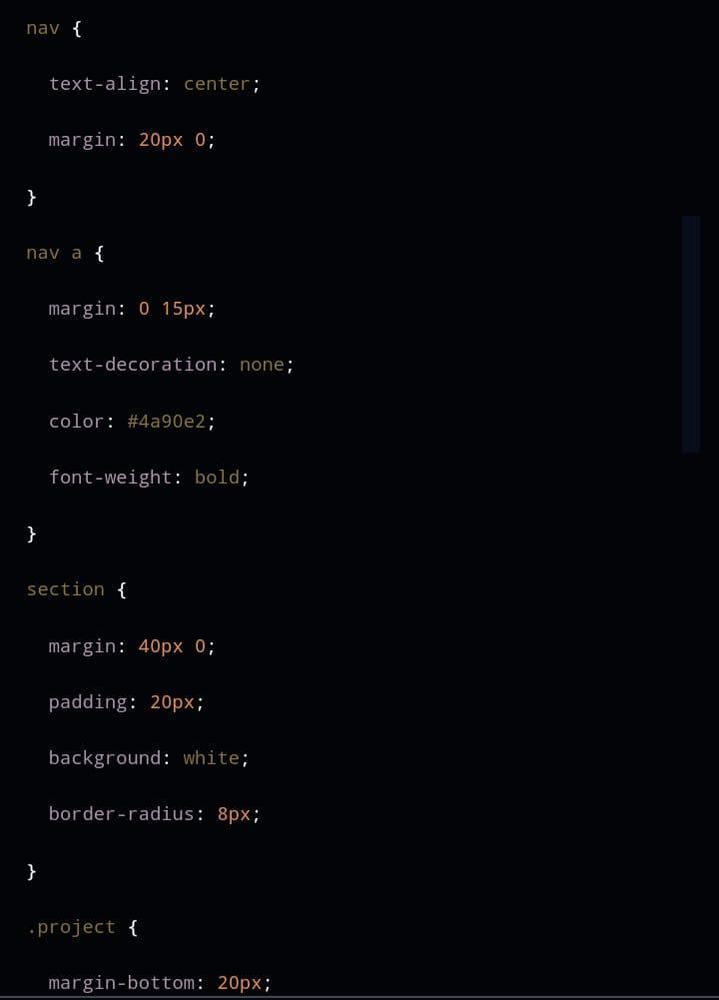 nav {
text-align: center;
margin: 20px 0;
}
nav a {
margin: 0 15px;
text-decoration: none;
color: #4a90e2;
font-weight: bold;
}
section {
margin: 40px 0;
padding: 20px;
background: white;
border-radius: 8px;
}
.project {
margin-bottom: 20px;